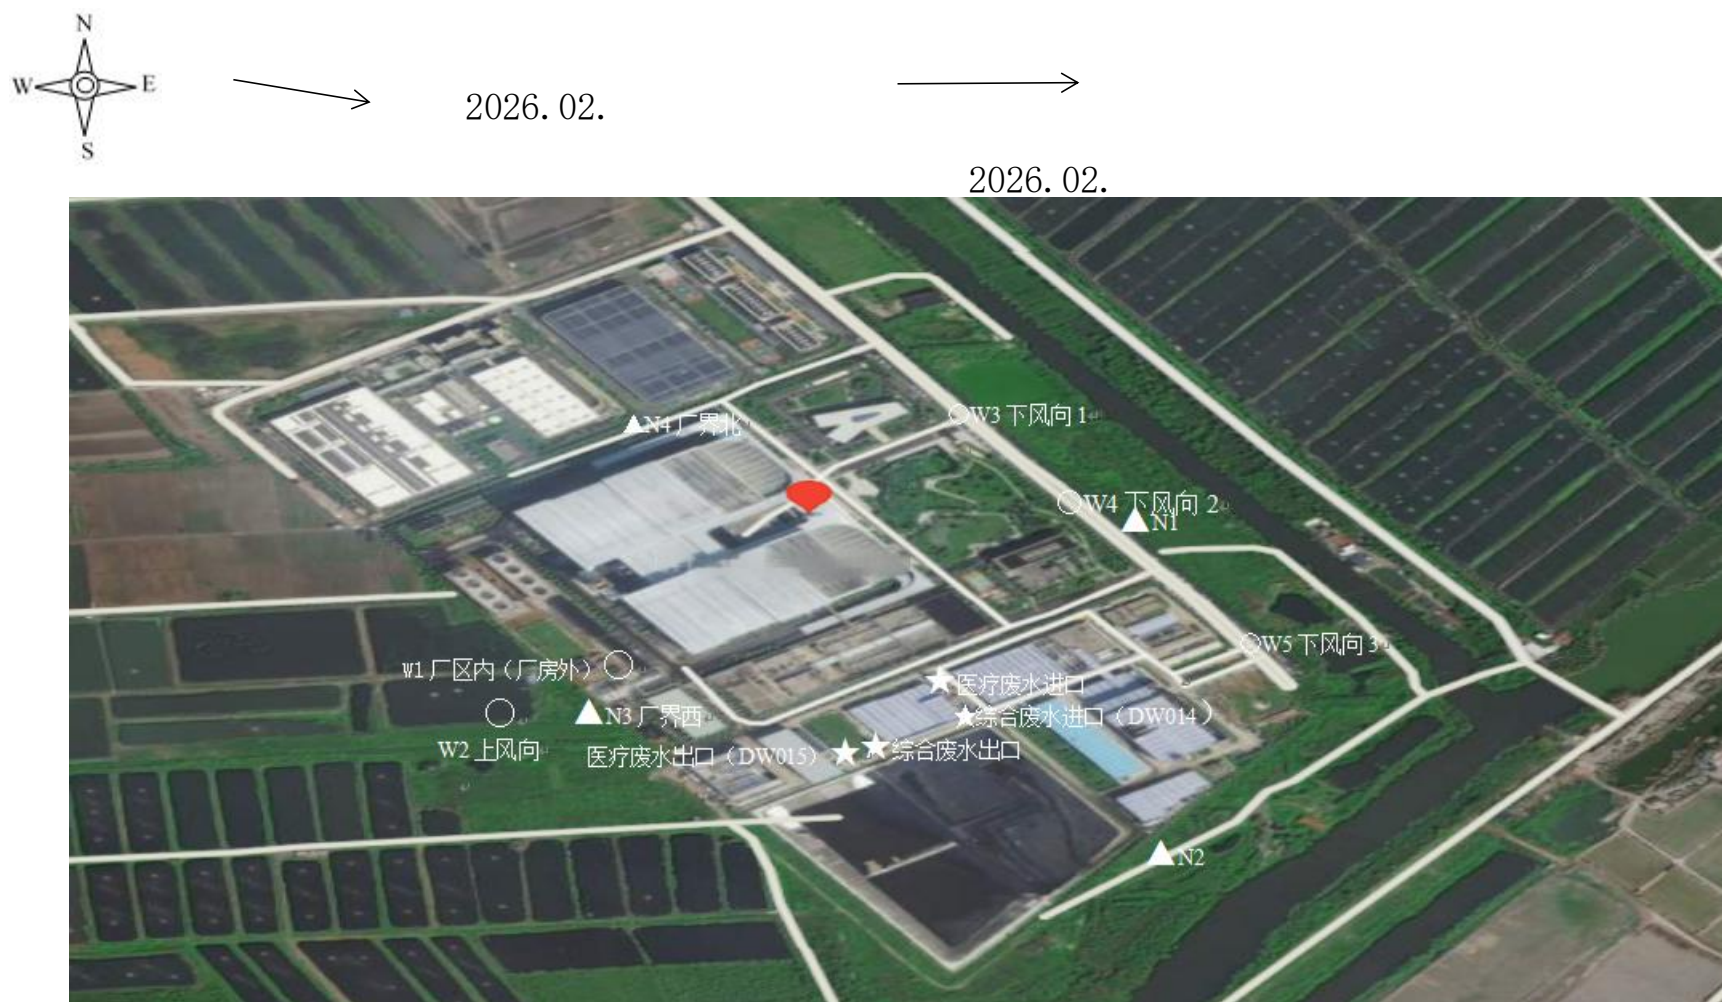 N
W E
S
2026.02.
2026.02.
N4厂界北
W3下风向1
W4下风向2
N1
W5下风向3
W1厂区内（厂房外）
医疗废水进口
N3厂界西
综合废水进口（DW014）
W2上风向
医疗废水出口（DW015）
综合废水出口
N2